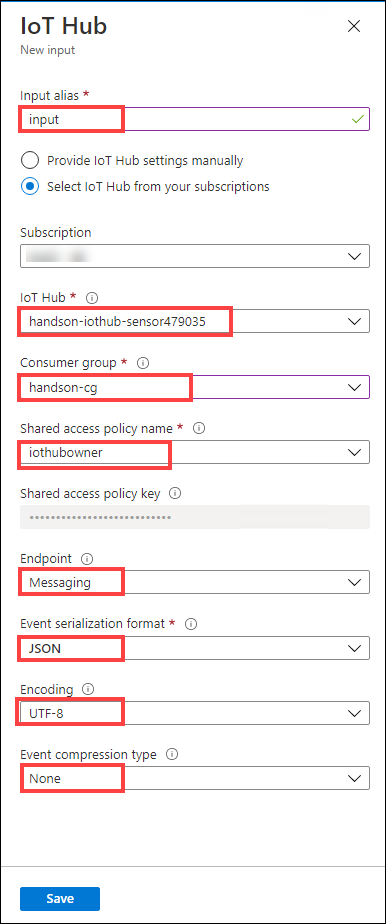 IoT Hub
New input
Input alias *
input
Provide IoT Hub settings manually
Select IoT Hub from your subscriptions
Subscription
IoT Hub *
handson-iothub-sensor479035
Consumer group *
handson-cg
Shared access policy name *
iothubowner
Shared access policy key
••••••••••••••••••••••••••••
Endpoint
Messaging
Event serialization format *
JSON
Encoding
UTF-8
Event compression type
None
Save